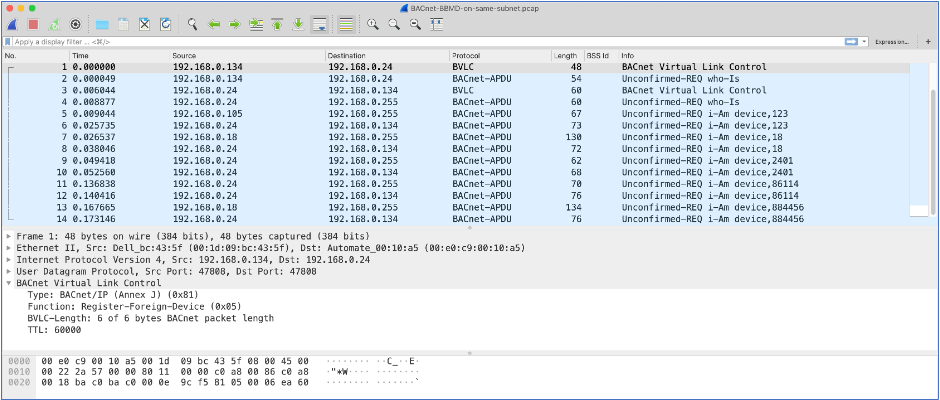 BACnet-BBMD-on-same-subnet.pcap
Apply a display filter ... <⌘/>
Expression... +
No. Time Source Destination Protocol Length BSS Id Info
1 0.000000 192.168.0.134 192.168.0.24 BVLC 48 BACnet Virtual Link Control
2 0.000049 192.168.0.134 192.168.0.24 BACnet-APDU 54 Unconfirmed-REQ who-Is
3 0.006044 192.168.0.24 192.168.0.134 BVLC 60 BACnet Virtual Link Control
4 0.008877 192.168.0.24 192.168.0.255 BACnet-APDU 60 Unconfirmed-REQ who-Is
5 0.009044 192.168.0.105 192.168.0.255 BACnet-APDU 67 Unconfirmed-REQ i-Am device,123
6 0.025735 192.168.0.24 192.168.0.134 BACnet-APDU 73 Unconfirmed-REQ i-Am device,123
7 0.026537 192.168.0.18 192.168.0.255 BACnet-APDU 130 Unconfirmed-REQ i-Am device,18
8 0.038046 192.168.0.24 192.168.0.134 BACnet-APDU 72 Unconfirmed-REQ i-Am device,18
9 0.049418 192.168.0.24 192.168.0.255 BACnet-APDU 62 Unconfirmed-REQ i-Am device,2401
10 0.052560 192.168.0.24 192.168.0.134 BACnet-APDU 68 Unconfirmed-REQ i-Am device,2401
11 0.136838 192.168.0.24 192.168.0.255 BACnet-APDU 70 Unconfirmed-REQ i-Am device,86114
12 0.140416 192.168.0.24 192.168.0.134 BACnet-APDU 76 Unconfirmed-REQ i-Am device,86114
13 0.167665 192.168.0.18 192.168.0.255 BACnet-APDU 134 Unconfirmed-REQ i-Am device,884456
14 0.173146 192.168.0.24 192.168.0.134 BACnet-APDU 76 Unconfirmed-REQ i-Am device,884456
Frame 1: 48 bytes on wire (384 bits), 48 bytes captured (384 bits)
Ethernet II, Src: Dell_bc:43:5f (00:1d:09:bc:43:5f), Dst: Automate_00:10:a5 (00:e0:c9:00:10:a5)
Internet Protocol Version 4, Src: 192.168.0.134, Dst: 192.168.0.24
User Datagram Protocol, Src Port: 47808, Dst Port: 47808
BACnet Virtual Link Control
Type: BACnet/IP (Annex J) (0x81)
Function: Register-Foreign-Device (0x05)
BVLC-Length: 6 of 6 bytes BACnet packet length
TTL: 60000
0000 00 e0 c9 00 10 a5 00 1d 09 bc 43 5f 08 00 45 00 ········ ··C_··E·
0010 00 22 2a 57 00 00 80 11 00 00 c0 a8 00 86 c0 a8 ·"*W···· ········
0020 00 18 ba c0 ba c0 00 0e 9c f5 81 05 00 06 ea 60 ········ ·······`